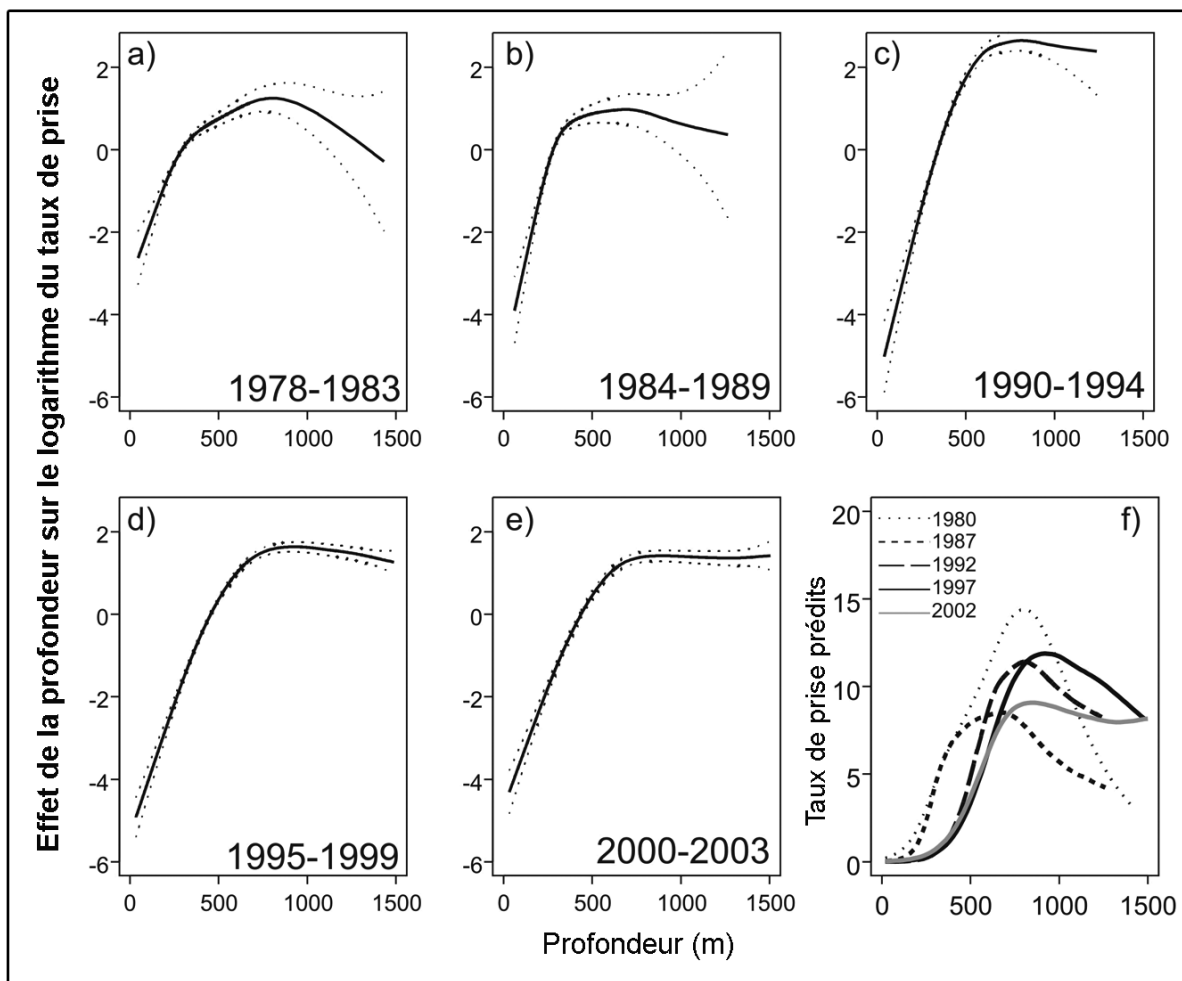 Effet de la profondeur sur le logarithme du taux de prise
a)
2
0
-2
-4
-6
1978-1983
0 500 1000 1500
b)
2
0
-2
-4
-6
1984-1989
0 500 1000 1500
c)
2
0
-2
-4
-6
1990-1994
0 500 1000 1500
d)
2
0
-2
-4
-6
1995-1999
0 500 1000 1500
e)
2
0
-2
-4
-6
2000-2003
0 500 1000 1500
f)
Taux de prise prédits
20
15
10
5
0
1980
1987
1992
1997
2002
0 500 1000 1500
Profondeur (m)